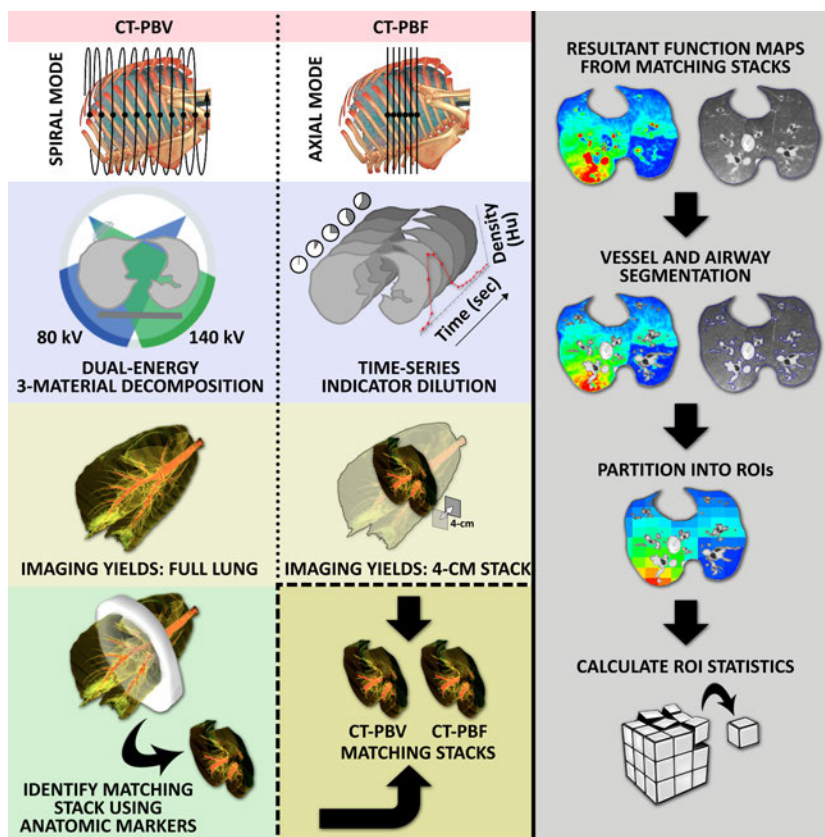 CT-PBV
SPIRAL MODE
80 kV
140 kV
DUAL-ENERGY
3-MATERIAL DECOMPOSITION
IMAGING YIELDS: FULL LUNG
IDENTIFY MATCHING
STACK USING
ANATOMIC MARKERS
CT-PBF
AXIAL MODE
Density
(Hu)
Time (sec)
TIME-SERIES
INDICATOR DILUTION
4-cm
IMAGING YIELDS: 4-CM STACK
CT-PBV
CT-PBF
MATCHING STACKS
RESULTANT FUNCTION MAPS
FROM MATCHING STACKS
VESSEL AND AIRWAY
SEGMENTATION
PARTITION INTO ROIs
CALCULATE ROI STATISTICS